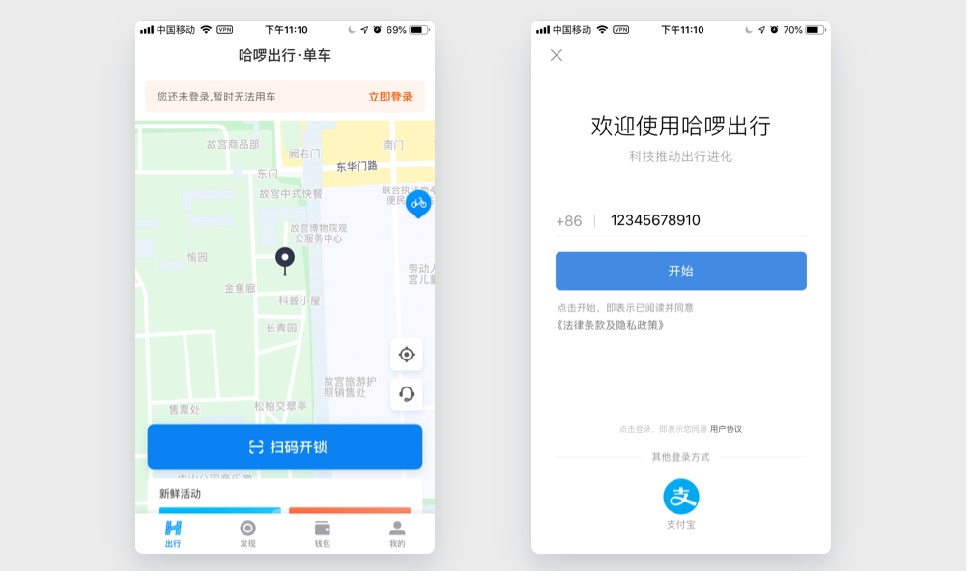 中国移动
VPN
下午11:10
69%
哈啰出行·单车
您还未登录,暂时无法用车
立即登录
故宫商品部
阙右门
南门
东华门路
东门
故宫中式快餐
便民
故宫博物院观
众服务中心
愉园
劳动人
宫儿童
金鱼廊
科普小屋
长青园
故宫旅游护
照销售处
售票处
松柏交翠亭
扫码开锁
新鲜活动
出行
发现
钱包
我的
中国移动
VPN
下午11:10
70%
欢迎使用哈啰出行
科技推动出行进化
+86
12345678910
开始
点击开始，即表示已阅读并同意
《法律条款及隐私政策》
点击登录，即表示您同意 用户协议
其他登录方式
支
支付宝